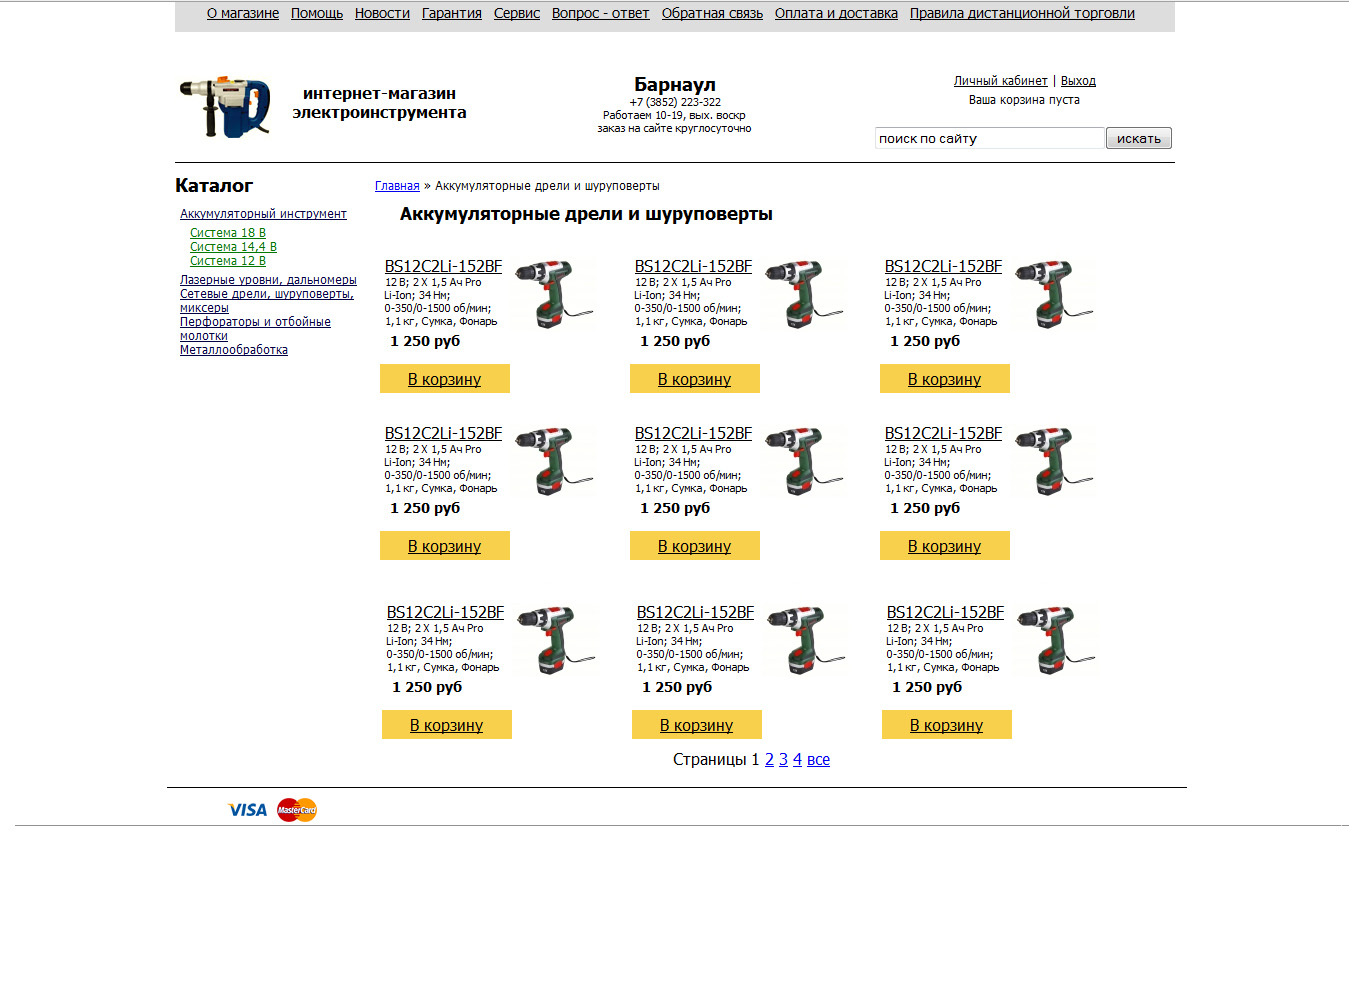 О магазине Помощь Новости Гарантия Сервис Вопрос - ответ Обратная связь Оплата и доставка Правила дистанционной торговли
интернет-магазин
электроинструмента
Барнаул
+7 (3852) 223-322
Работаем 10-19, вых. воскр
заказ на сайте круглосуточно
Личный кабинет | Выход
Ваша корзина пуста
поиск по сайту искать
Каталог
Аккумуляторный инструмент
Система 18 В
Система 14,4 В
Система 12 В
Лазерные уровни, дальномеры
Сетевые дрели, шуруповерты,
миксеры
Перфораторы и отбойные
молотки
Металлообработка
Главная » Аккумуляторные дрели и шуруповерты
Аккумуляторные дрели и шуруповерты
BS12C2Li-152BF
12 В; 2 X 1,5 Ач Pro
Li-Ion; 34 Нм;
0-350/0-1500 об/мин;
1,1 кг, Сумка, Фонарь
1 250 руб
В корзину
BS12C2Li-152BF
12 В; 2 X 1,5 Ач Pro
Li-Ion; 34 Нм;
0-350/0-1500 об/мин;
1,1 кг, Сумка, Фонарь
1 250 руб
В корзину
BS12C2Li-152BF
12 В; 2 X 1,5 Ач Pro
Li-Ion; 34 Нм;
0-350/0-1500 об/мин;
1,1 кг, Сумка, Фонарь
1 250 руб
В корзину
BS12C2Li-152BF
12 В; 2 X 1,5 Ач Pro
Li-Ion; 34 Нм;
0-350/0-1500 об/мин;
1,1 кг, Сумка, Фонарь
1 250 руб
В корзину
BS12C2Li-152BF
12 В; 2 X 1,5 Ач Pro
Li-Ion; 34 Нм;
0-350/0-1500 об/мин;
1,1 кг, Сумка, Фонарь
1 250 руб
В корзину
BS12C2Li-152BF
12 В; 2 X 1,5 Ач Pro
Li-Ion; 34 Нм;
0-350/0-1500 об/мин;
1,1 кг, Сумка, Фонарь
1 250 руб
В корзину
BS12C2Li-152BF
12 В; 2 X 1,5 Ач Pro
Li-Ion; 34 Нм;
0-350/0-1500 об/мин;
1,1 кг, Сумка, Фонарь
1 250 руб
В корзину
BS12C2Li-152BF
12 В; 2 X 1,5 Ач Pro
Li-Ion; 34 Нм;
0-350/0-1500 об/мин;
1,1 кг, Сумка, Фонарь
1 250 руб
В корзину
BS12C2Li-152BF
12 В; 2 X 1,5 Ач Pro
Li-Ion; 34 Нм;
0-350/0-1500 об/мин;
1,1 кг, Сумка, Фонарь
1 250 руб
В корзину
Страницы 1 2 3 4 все
VISA MasterCard